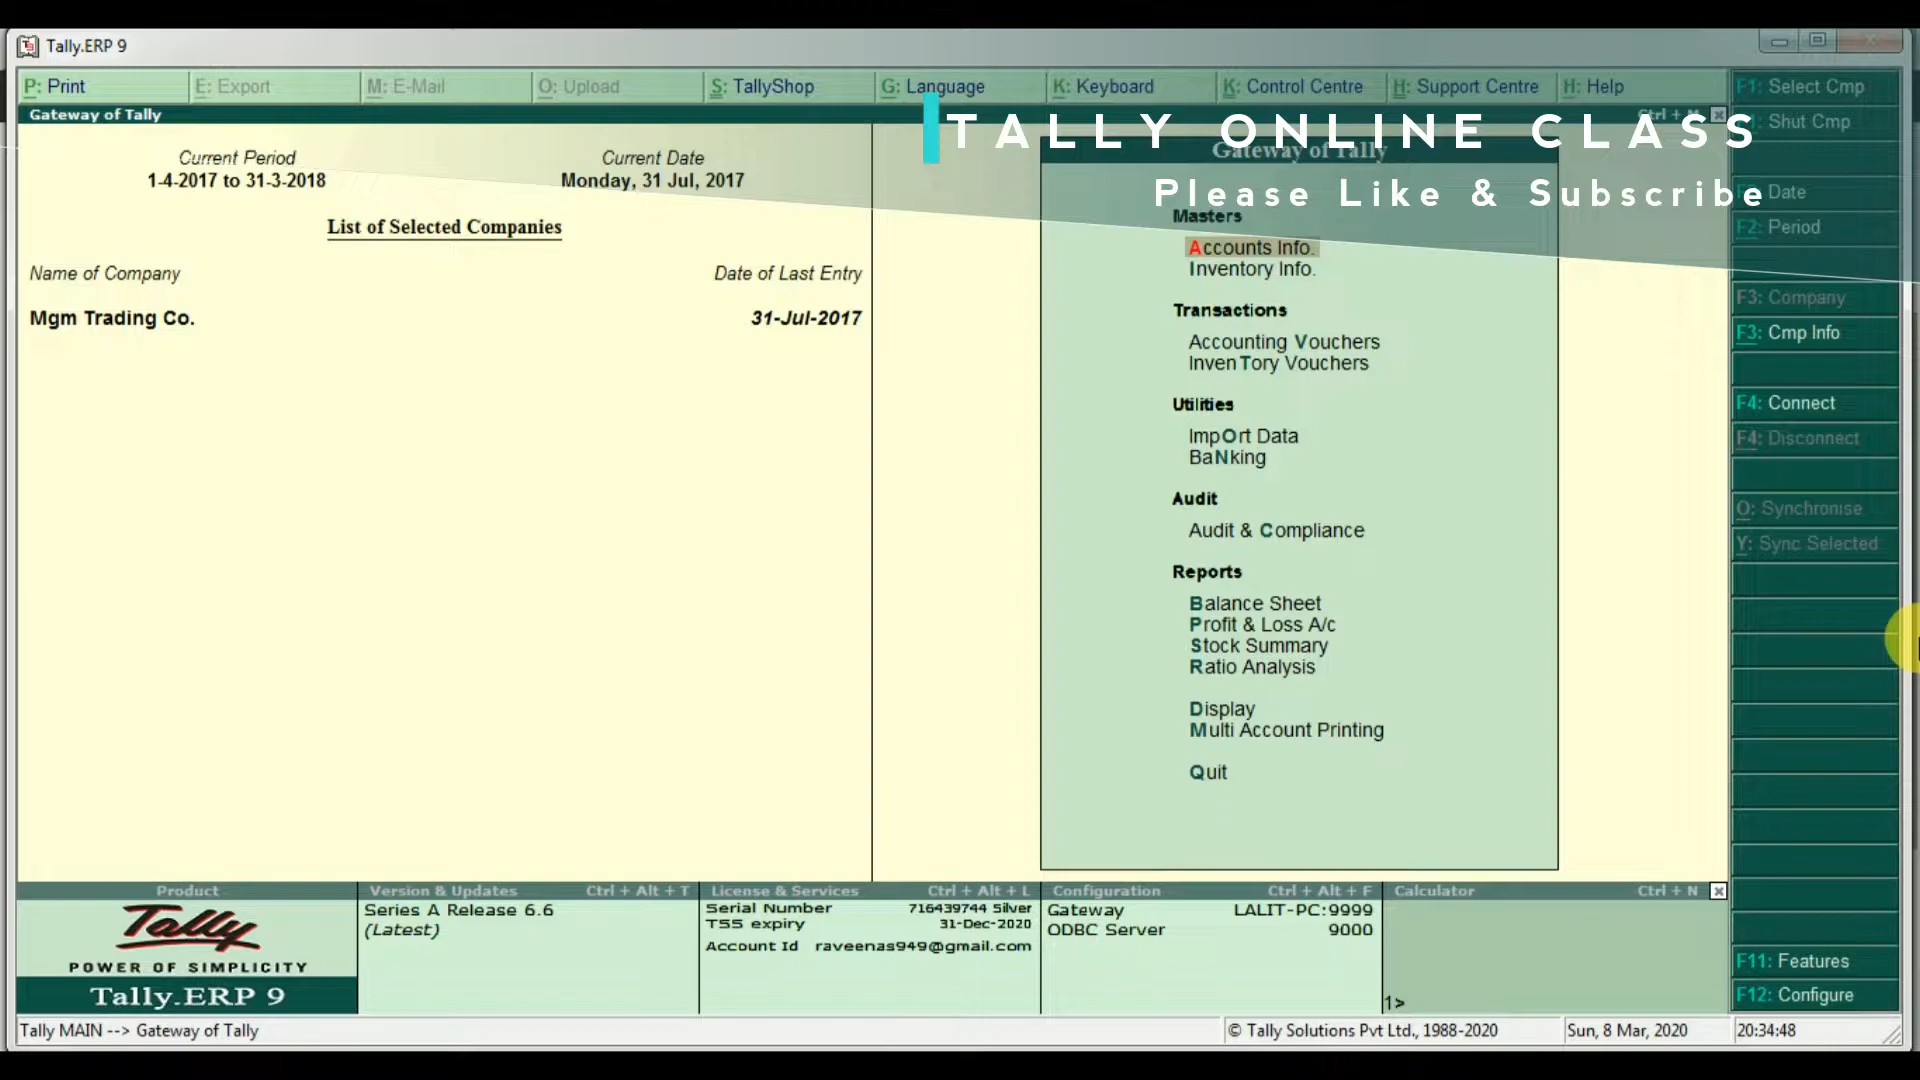 Tally.ERP 9
P: Print E: Export M: E-Mail O: Upload S: TallyShop G: Language K: Keyboard K: Control Centre H: Support Centre H: Help
Gateway of Tally
TALLY ONLINE CLASS
Please Like & Subscribe
Current Period
1-4-2017 to 31-3-2018
Current Date
Monday, 31 Jul, 2017
List of Selected Companies
Name of Company Date of Last Entry
Mgm Trading Co. 31-Jul-2017
Gateway of Tally
Masters
Accounts Info.
Inventory Info.
Transactions
Accounting Vouchers
InvenTory Vouchers
Utilities
ImpOrt Data
BaNking
Audit
Audit & Compliance
Reports
Balance Sheet
Profit & Loss A/c
Stock Summary
Ratio Analysis
Display
Multi Account Printing
Quit
F1: Select Cmp
Shut Cmp
Date
F2: Period
F3: Company
F3: Cmp Info
F4: Connect
F4: Disconnect
O: Synchronise
Y: Sync Selected
F11: Features
F12: Configure
Product
Tally
POWER OF SIMPLICITY
Tally.ERP 9
Version & Updates Ctrl + Alt + T
Series A Release 6.6
(Latest)
License & Services Ctrl + Alt + L
Serial Number 716439744 Silver
TSS expiry 31-Dec-2020
Account Id raveenas949@gmail.com
Configuration Ctrl + Alt + F
Gateway LALIT-PC:9999
ODBC Server 9000
Calculator Ctrl + N
1>
Tally MAIN --> Gateway of Tally
© Tally Solutions Pvt Ltd., 1988-2020
Sun, 8 Mar, 2020
20:34:48